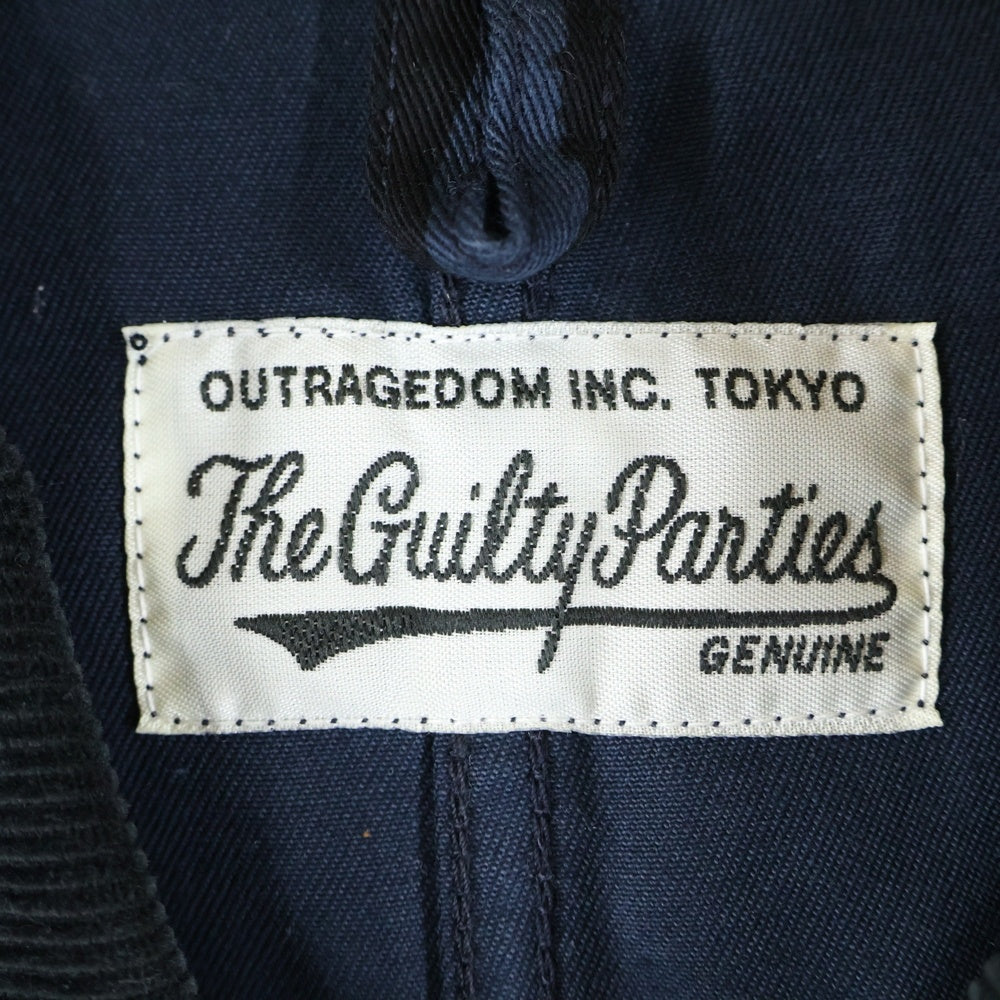 OUTRAGEDOM INC. TOKYO
The Guilty Parties
GENUINE